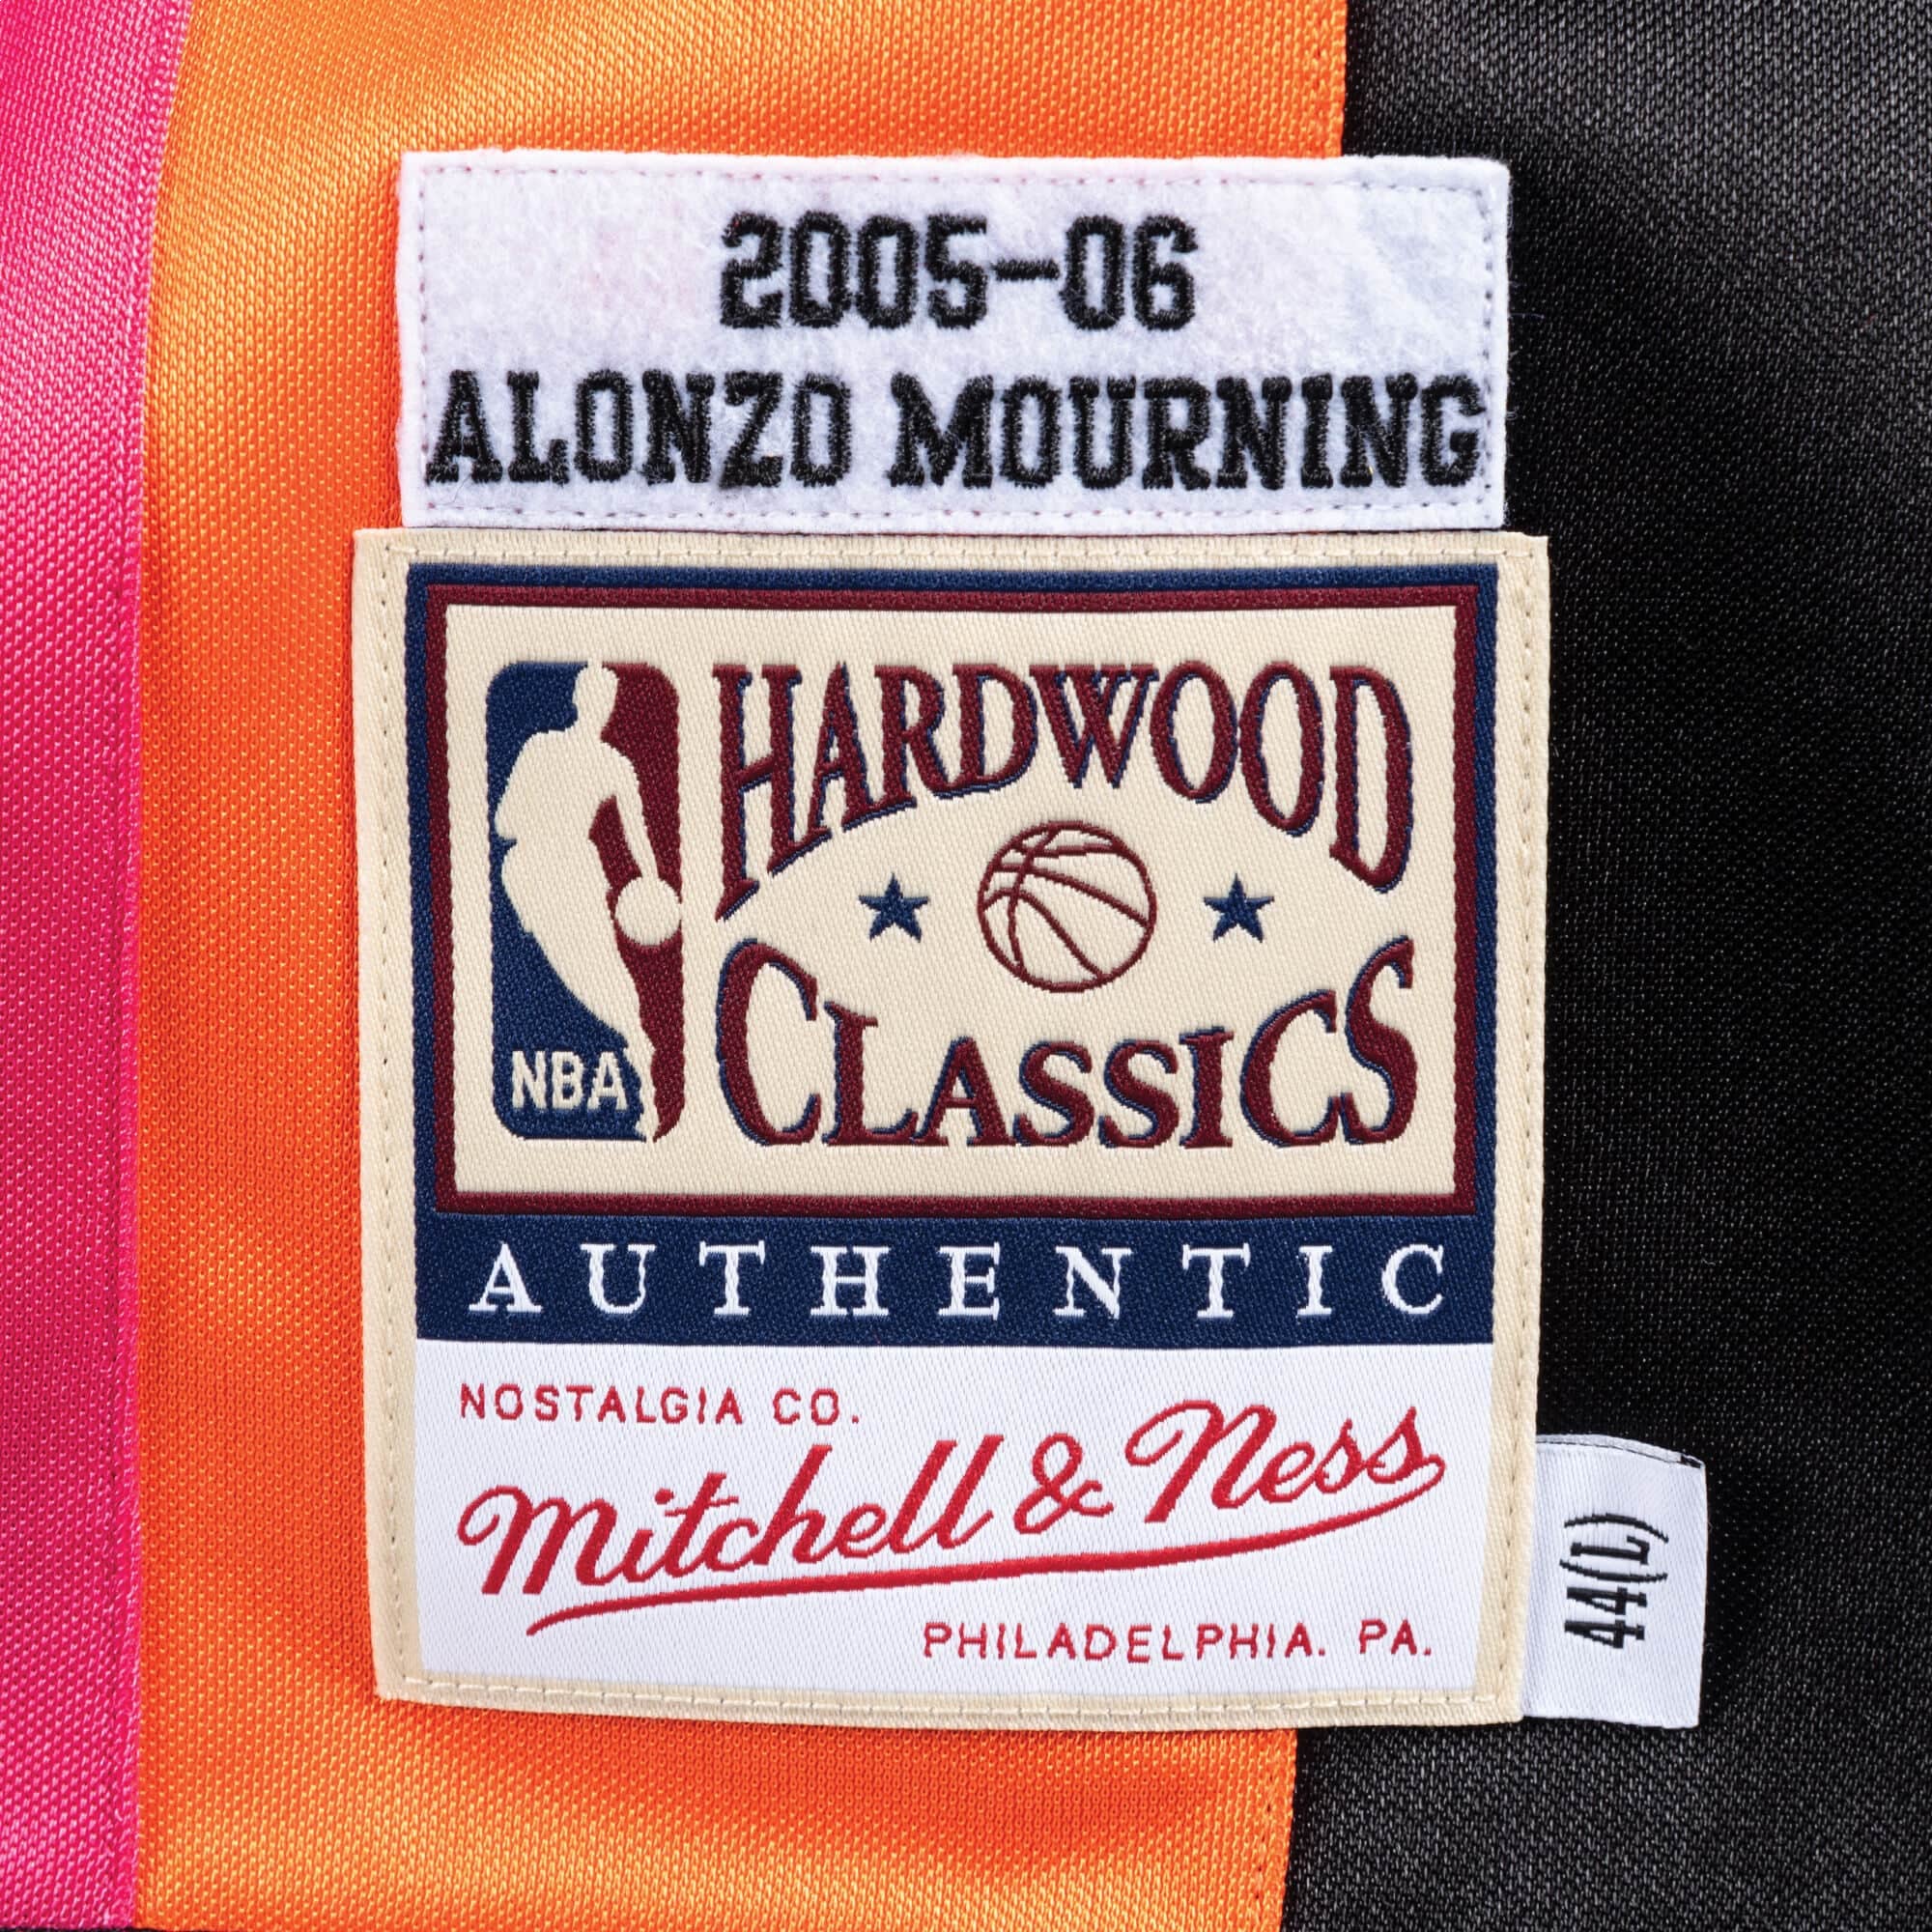 2005-06
ALONZO MOURNING
NBA
HARDWOOD
CLASSICS
AUTHENTIC
NOSTALGIA CO.
Mitchell & Ness
PHILADELPHIA. PA.
44(L)